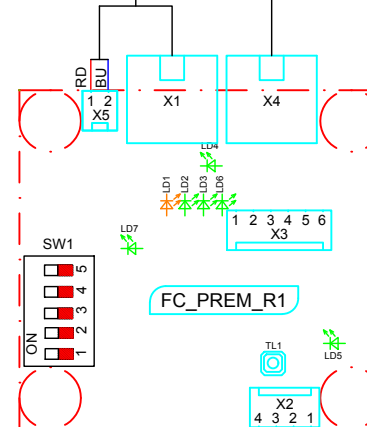 RD
BU
1 2
X5
X1
X4
LD4
LD1
LD2
LD3
LD6
1 2 3 4 5 6
X3
LD7
SW1
5
4
3
2
1
ON
FC_PREM_R1
TL1
LD5
X2
4 3 2 1